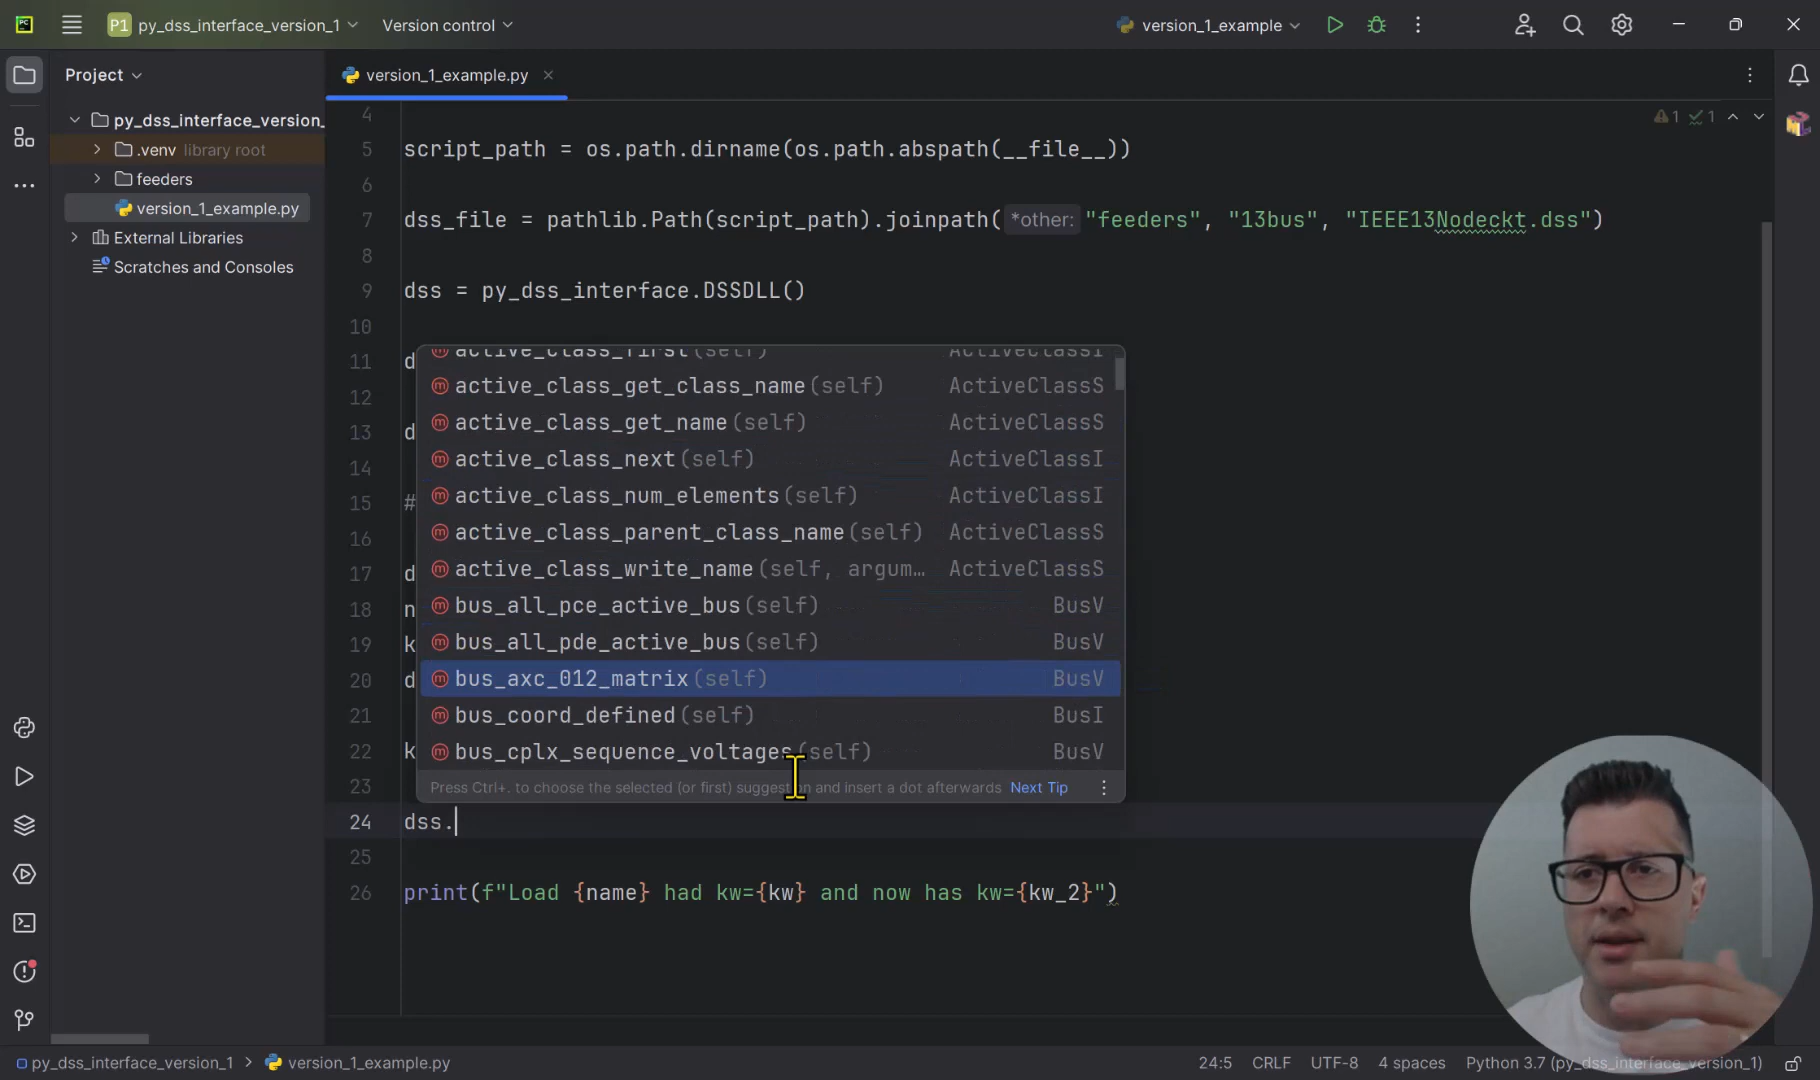 PC
P1 py_dss_interface_version_1
Version control
version_1_example
Project
version_1_example.py
py_dss_interface_version_
.venv library root
feeders
version_1_example.py
External Libraries
Scratches and Consoles
4
1 1
5 script_path = os.path.dirname(os.path.abspath(__file__))
6
7 dss_file = pathlib.Path(script_path).joinpath( *other: "feeders", "13bus", "IEEE13Nodeckt.dss")
8
9 dss = py_dss_interface.DSSDLL()
10
11 d
12
13 d
14
15 #
16
17 d
18 n
19 k
20 d
21
22 k
23
active_class_first(self) ActiveClassI
active_class_get_class_name(self) ActiveClassS
active_class_get_name(self) ActiveClassS
active_class_next(self) ActiveClassI
active_class_num_elements(self) ActiveClassI
active_class_parent_class_name(self) ActiveClassS
active_class_write_name(self, argum… ActiveClassS
bus_all_pce_active_bus(self) BusV
bus_all_pde_active_bus(self) BusV
bus_axc_012_matrix(self) BusV
bus_coord_defined(self) BusI
bus_cplx_sequence_voltages(self) BusV
Press Ctrl+. to choose the selected (or first) suggestion and insert a dot afterwards Next Tip
24 dss.
25
26 print(f"Load {name} had kw={kw} and now has kw={kw_2}")
py_dss_interface_version_1 > version_1_example.py
24:5 CRLF UTF-8 4 spaces Python 3.7 (py_dss_interface_version_1)